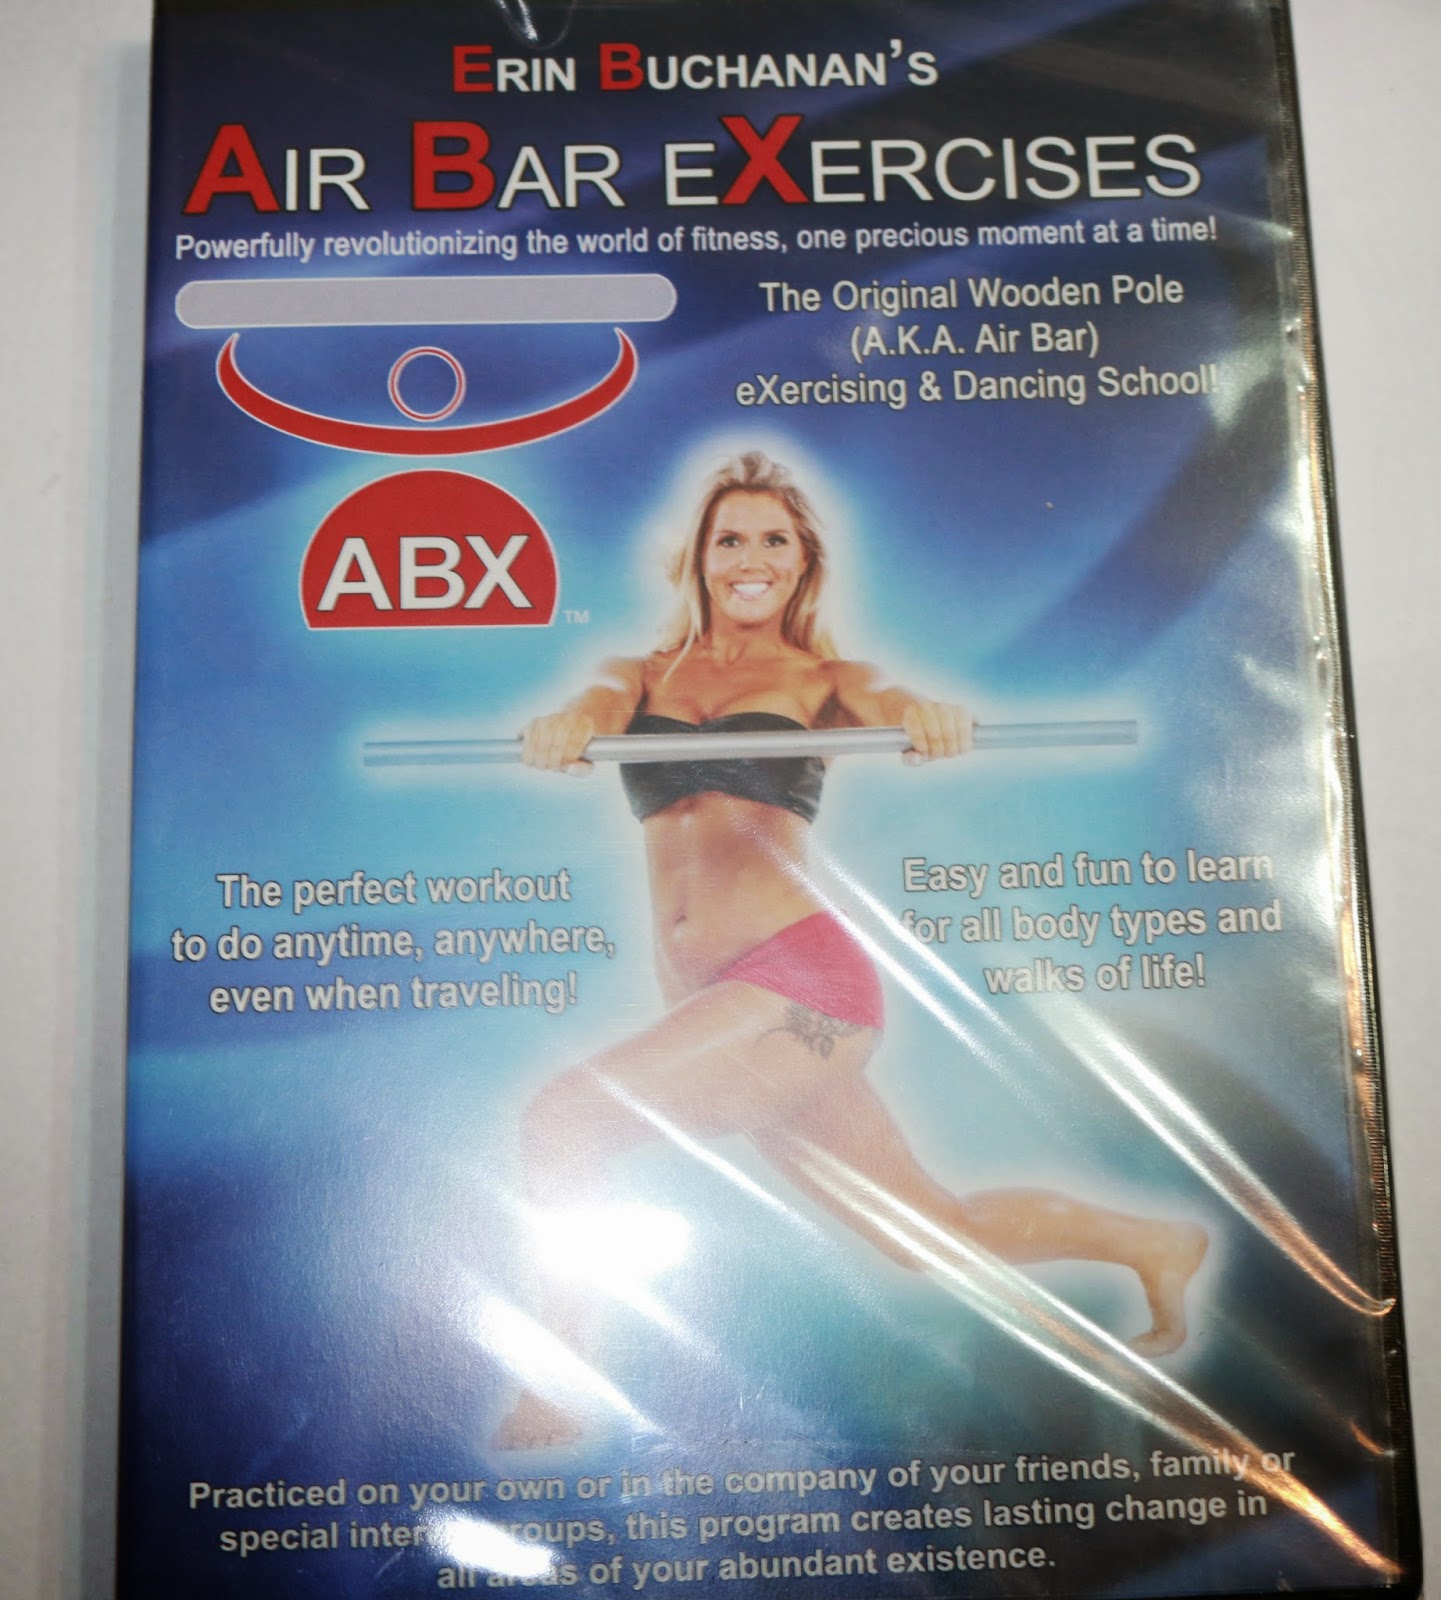 ERIN BUCHANAN'S
AIR BAR EXERCISES
Powerfully revolutionizing the world of fitness, one precious moment at a time!
The Original Wooden Pole
(A.K.A. Air Bar)
eXercising & Dancing School!
ABX
TM
The perfect workout
to do anytime, anywhere,
even when traveling!
Easy and fun to learn
for all body types and
walks of life!
Practiced on your own or in the company of your friends, family or
special interest groups, this program creates lasting change in
all areas of your abundant existence.